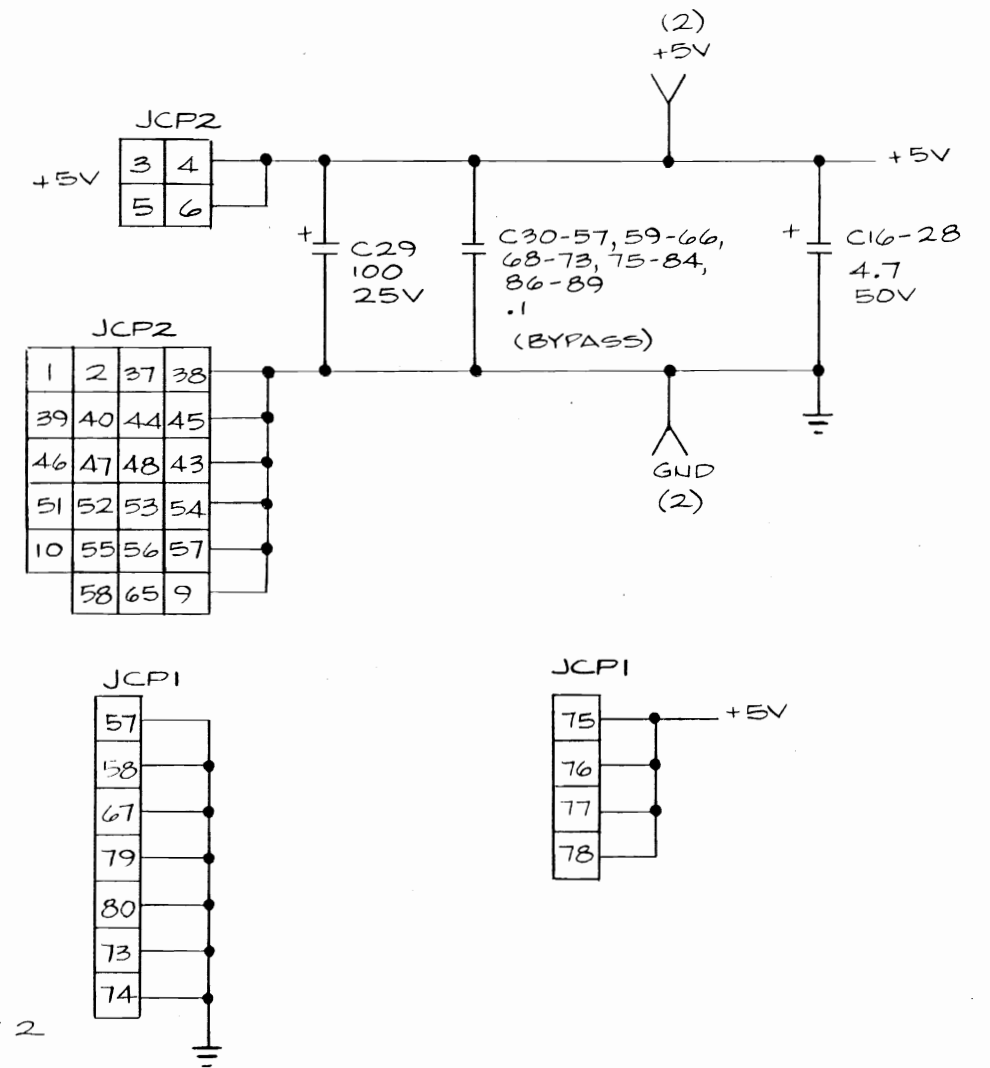 (2)
+5V
JCP2
+5V
3 4
5 6
+5V
+ C29
100
25V
C30-57, 59-66,
68-73, 75-84,
86-89
.1
(BYPASS)
+ C16-28
4.7
50V
JCP2
1 2 37 38
39 40 44 45
46 47 48 43
51 52 53 54
10 55 56 57
58 65 9
GND
(2)
JCP1
57
58
67
79
80
73
74
JCP1
75
76
77
78
+5V
2